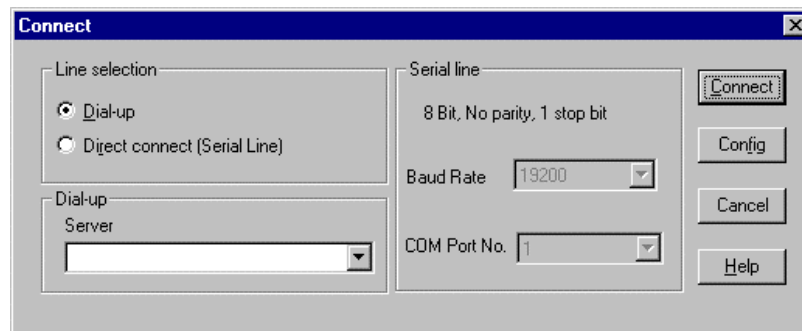 Connect
Line selection
Dial-up
Direct connect (Serial Line)
Dial-up
Server
Serial line
8 Bit, No parity, 1 stop bit
Baud Rate 19200
COM Port No. 1
Connect
Config
Cancel
Help